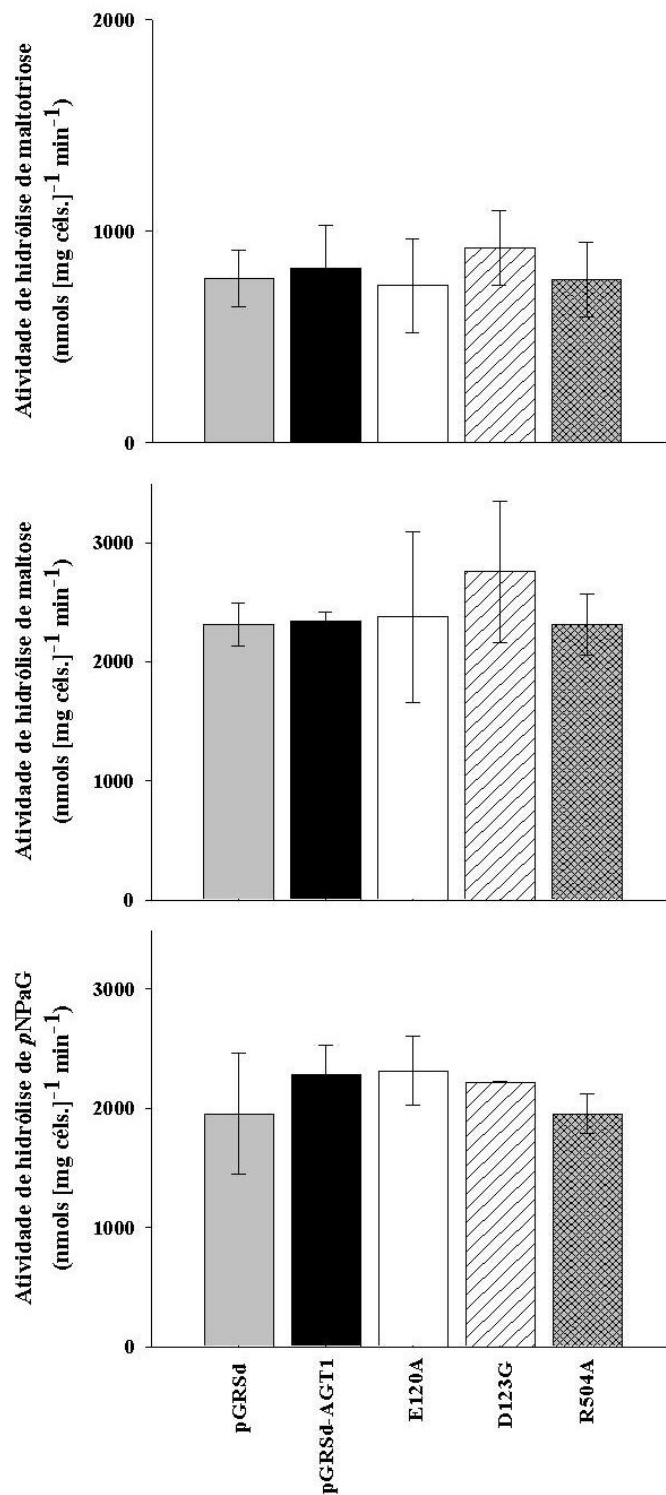 Atividade de hidrólise de maltotriose
(nmols [mg céls.]⁻¹ min⁻¹)
2000
1000
0
Atividade de hidrólise de maltose
(nmols [mg céls.]⁻¹ min⁻¹)
3000
2000
1000
0
Atividade de hidrólise de pNPaG
(nmols [mg céls.]⁻¹ min⁻¹)
3000
2000
1000
0
pGRSd
pGRSd-AGT1
E120A
D123G
R504A